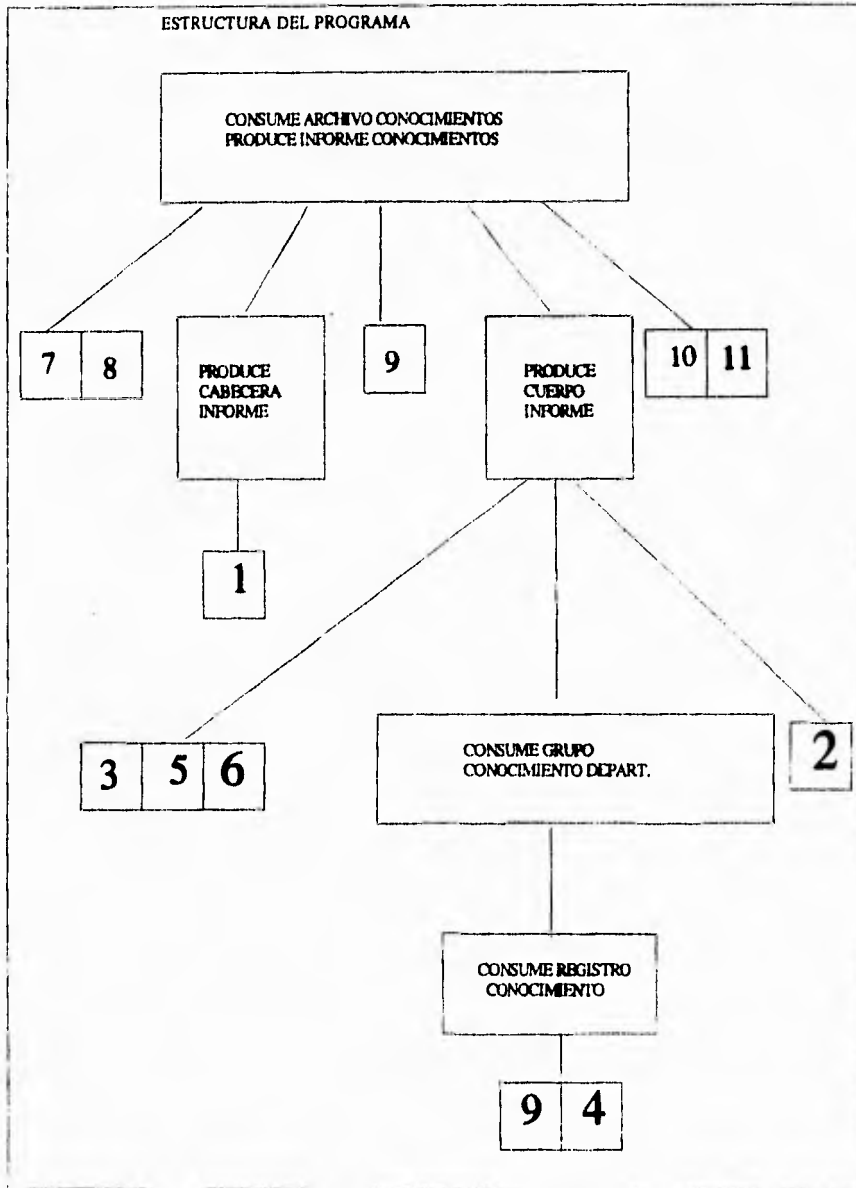 ESTRUCTURA DEL PROGRAMA
CONSUME ARCHIVO CONOCIMIENTOS
PRODUCE INFORME CONOCIMIENTOS
7 8
PRODUCE
CABECERA
INFORME
9
PRODUCE
CUERPO
INFORME
10 11
1
3 5 6
CONSUME GRUPO
CONOCIMIENTO DEPART.
2
CONSUME REGISTRO
CONOCIMIENTO
9 4